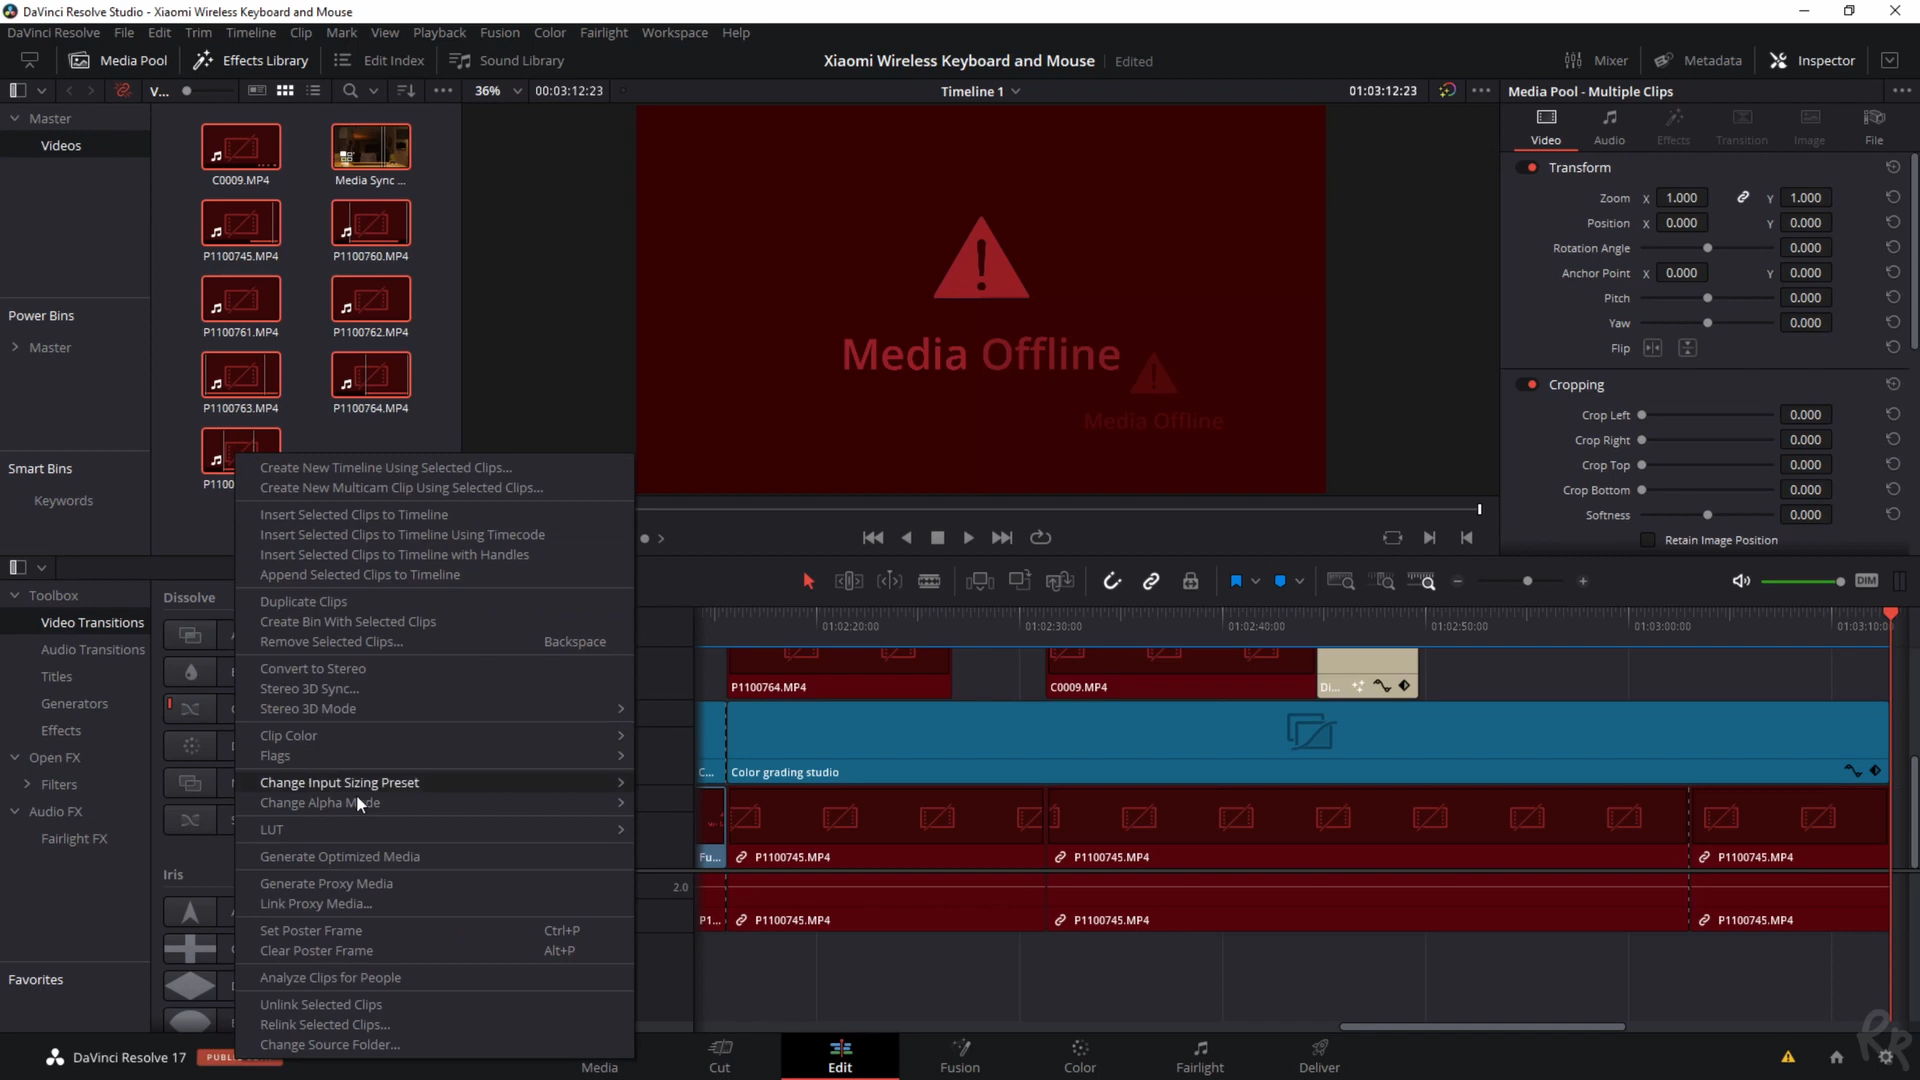 DaVinci Resolve Studio - Xiaomi Wireless Keyboard and Mouse
DaVinci Resolve File Edit Trim Timeline Clip Mark View Playback Fusion Color Fairlight Workspace Help
Media Pool Effects Library Edit Index Sound Library Xiaomi Wireless Keyboard and Mouse Edited Mixer Metadata Inspector
V... 36% 00:03:12:23 Timeline 1 01:03:12:23 Media Pool - Multiple Clips
Master
Videos
Power Bins
Master
Smart Bins
Keywords
C0009.MP4 Media Sync ...
P1100745.MP4 P1100760.MP4
P1100761.MP4 P1100762.MP4
P1100763.MP4 P1100764.MP4
P1100
Media Offline
Media Offline
Video Audio Effects Transition Image File
Transform
Zoom X 1.000 Y 1.000
Position X 0.000 Y 0.000
Rotation Angle 0.000
Anchor Point X 0.000 Y 0.000
Pitch 0.000
Yaw 0.000
Flip
Cropping
Crop Left 0.000
Crop Right 0.000
Crop Top 0.000
Crop Bottom 0.000
Softness 0.000
Retain Image Position
Create New Timeline Using Selected Clips...
Create New Multicam Clip Using Selected Clips...
Insert Selected Clips to Timeline
Insert Selected Clips to Timeline Using Timecode
Insert Selected Clips to Timeline with Handles
Append Selected Clips to Timeline
Duplicate Clips
Create Bin With Selected Clips
Remove Selected Clips... Backspace
Convert to Stereo
Stereo 3D Sync...
Stereo 3D Mode
Clip Color
Flags
Change Input Sizing Preset
Change Alpha Mode
LUT
Generate Optimized Media
Generate Proxy Media
Link Proxy Media...
Set Poster Frame Ctrl+P
Clear Poster Frame Alt+P
Analyze Clips for People
Unlink Selected Clips
Relink Selected Clips...
Change Source Folder...
Toolbox
Video Transitions
Audio Transitions
Titles
Generators
Effects
Open FX
Filters
Audio FX
Fairlight FX
Favorites
Dissolve
Iris
DIM
01:02:20:00 01:02:30:00 01:02:40:00 01:02:50:00 01:03:00:00 01:03:10:00
P1100764.MP4 C0009.MP4 Di...
C... Color grading studio
Fu... P1100745.MP4 P1100745.MP4 P1100745.MP4
2.0
P1... P1100745.MP4 P1100745.MP4 P1100745.MP4
DaVinci Resolve 17 Media Cut Edit Fusion Color Fairlight Deliver
RR